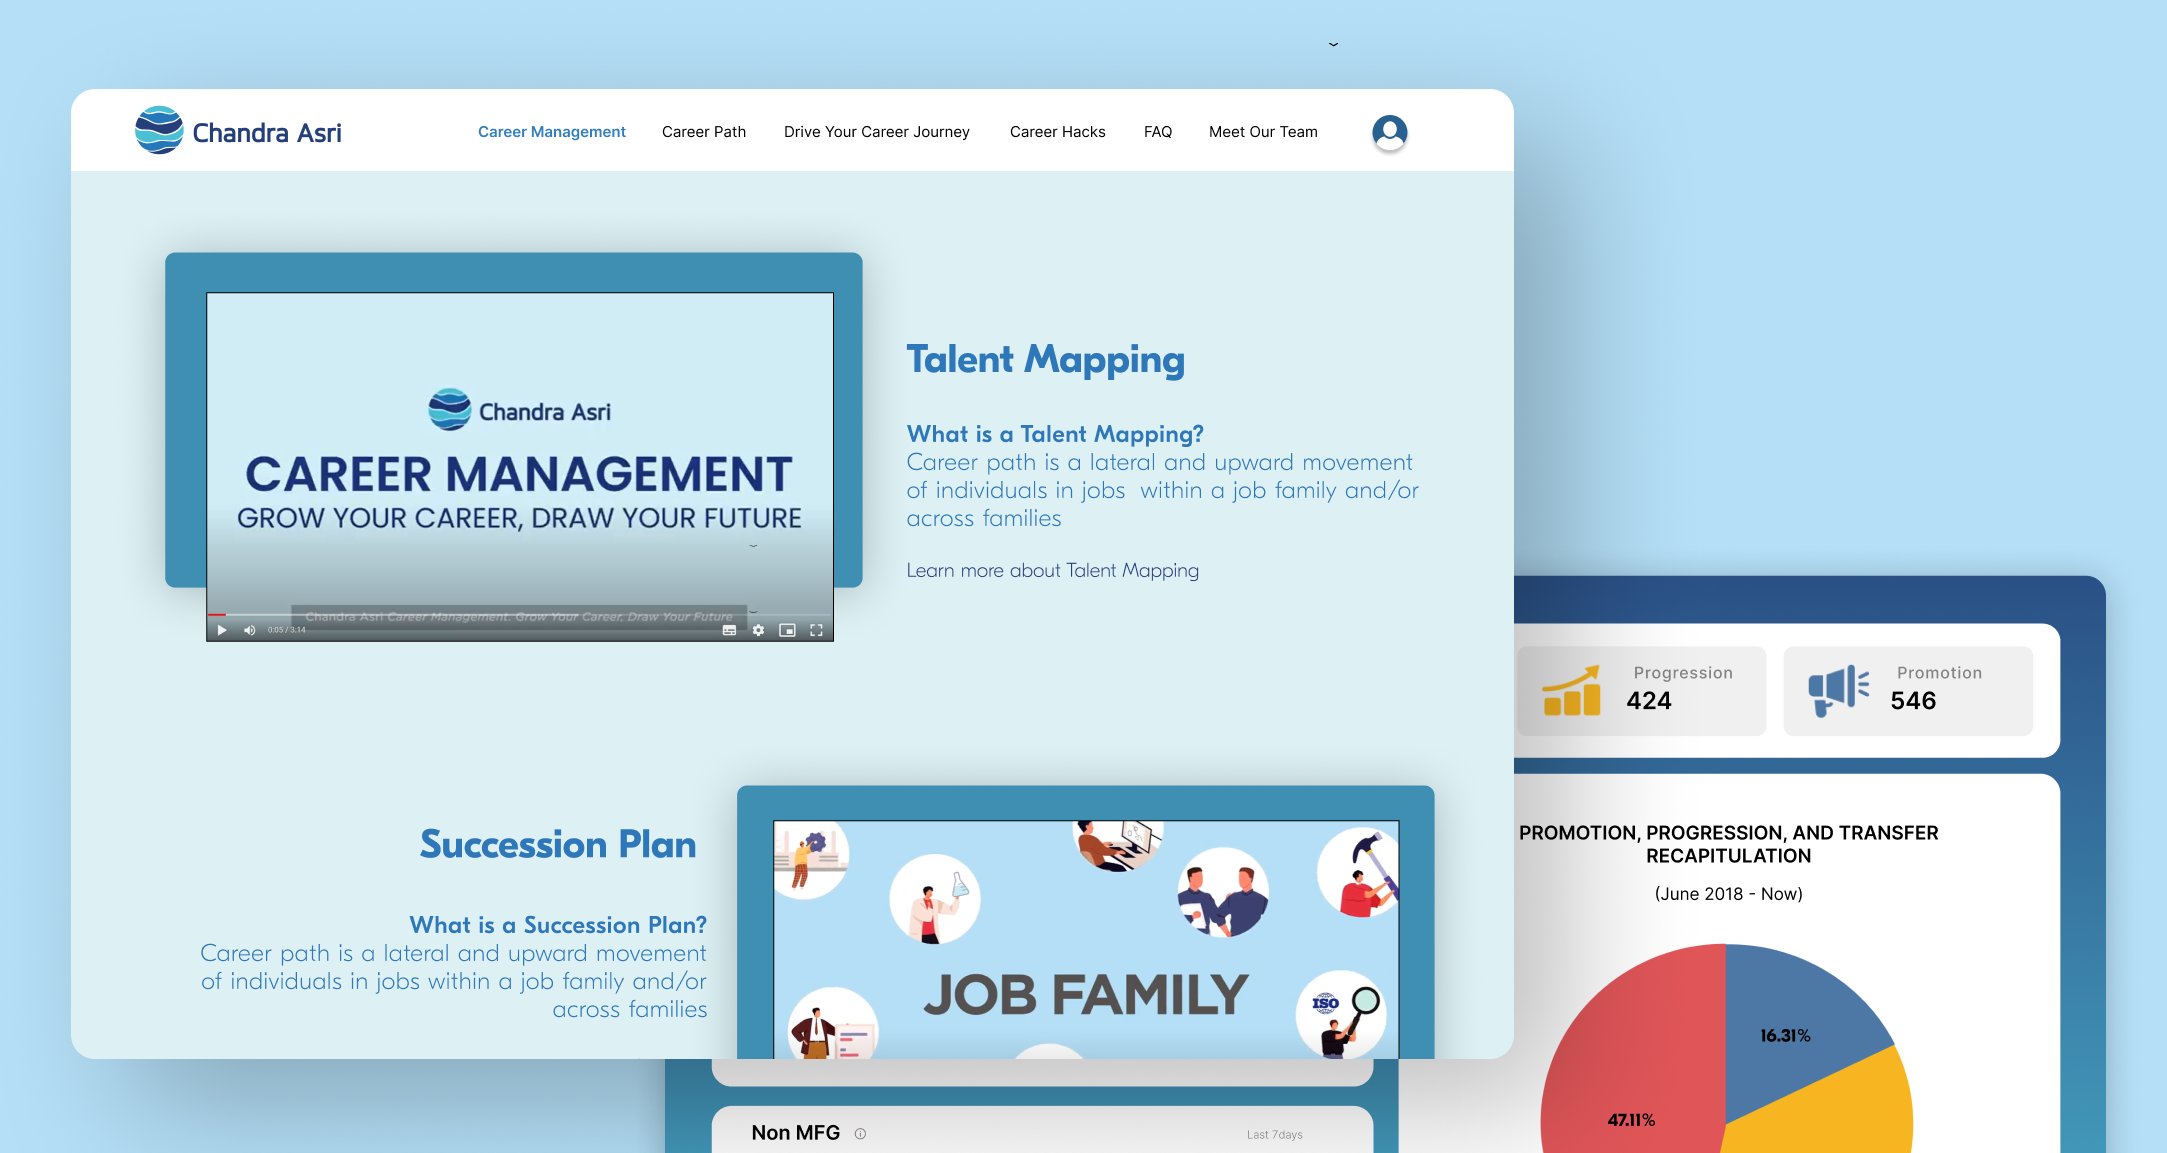 Chandra Asri
Career Management
Career Path
Drive Your Career Journey
Career Hacks
FAQ
Meet Our Team
Chandra Asri
CAREER MANAGEMENT
GROW YOUR CAREER, DRAW YOUR FUTURE
Chandra Asri Career Management. Grow Your Career, Draw Your Future
0:05 / 3:14
Talent Mapping
What is a Talent Mapping?
Career path is a lateral and upward movement
of individuals in jobs within a job family and/or
across families
Learn more about Talent Mapping
Succession Plan
What is a Succession Plan?
Career path is a lateral and upward movement
of individuals in jobs within a job family and/or
across families
JOB FAMILY
ISO
Progression
424
Promotion
546
PROMOTION, PROGRESSION, AND TRANSFER
RECAPITULATION
(June 2018 - Now)
16.31%
47.11%
Non MFG
Last 7days